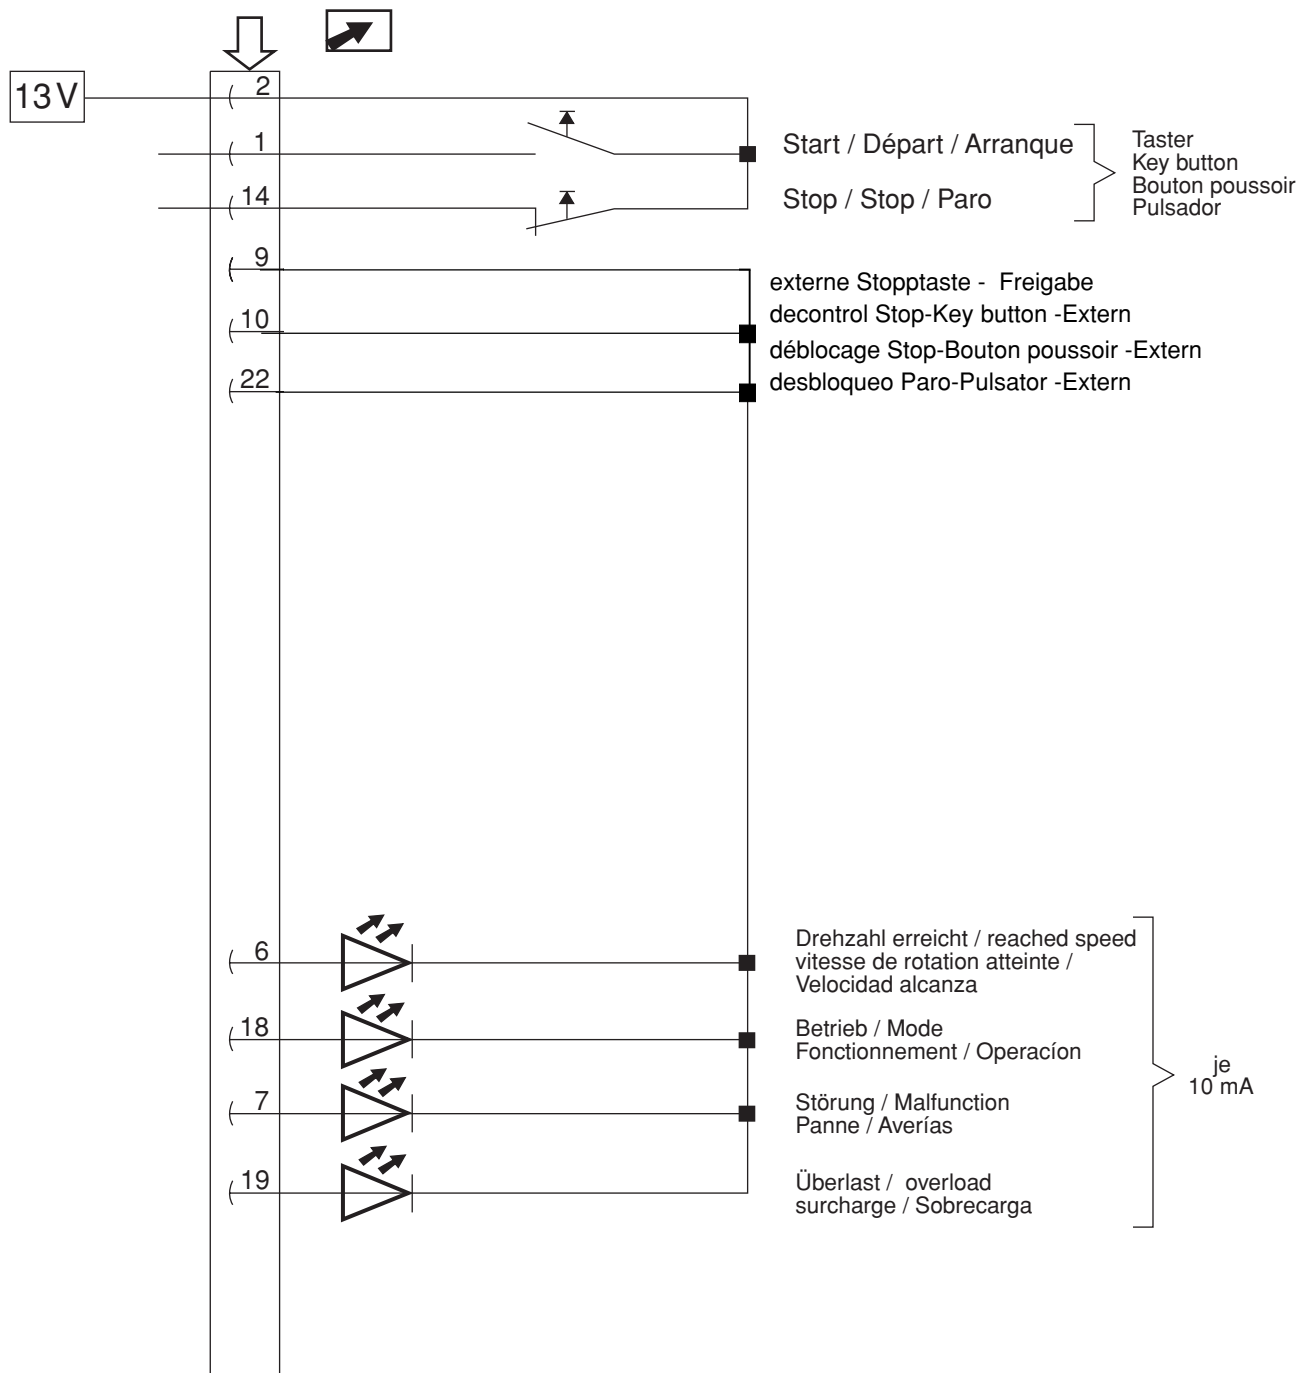 13V
2
1
14
9
10
22
Start / Départ / Arranque
Stop / Stop / Paro
Taster
Key button
Bouton poussoir
Pulsador
externe Stopptaste - Freigabe
decontrol Stop-Key button -Extern
déblocage Stop-Bouton poussoir -Extern
desbloqueo Paro-Pulsator -Extern
6
Drehzahl erreicht / reached speed
vitesse de rotation atteinte /
Velocidad alcanza
18
Betrieb / Mode
Fonctionnement / Operacíon
7
Störung / Malfunction
Panne / Averías
19
Überlast / overload
surcharge / Sobrecarga
je
10 mA